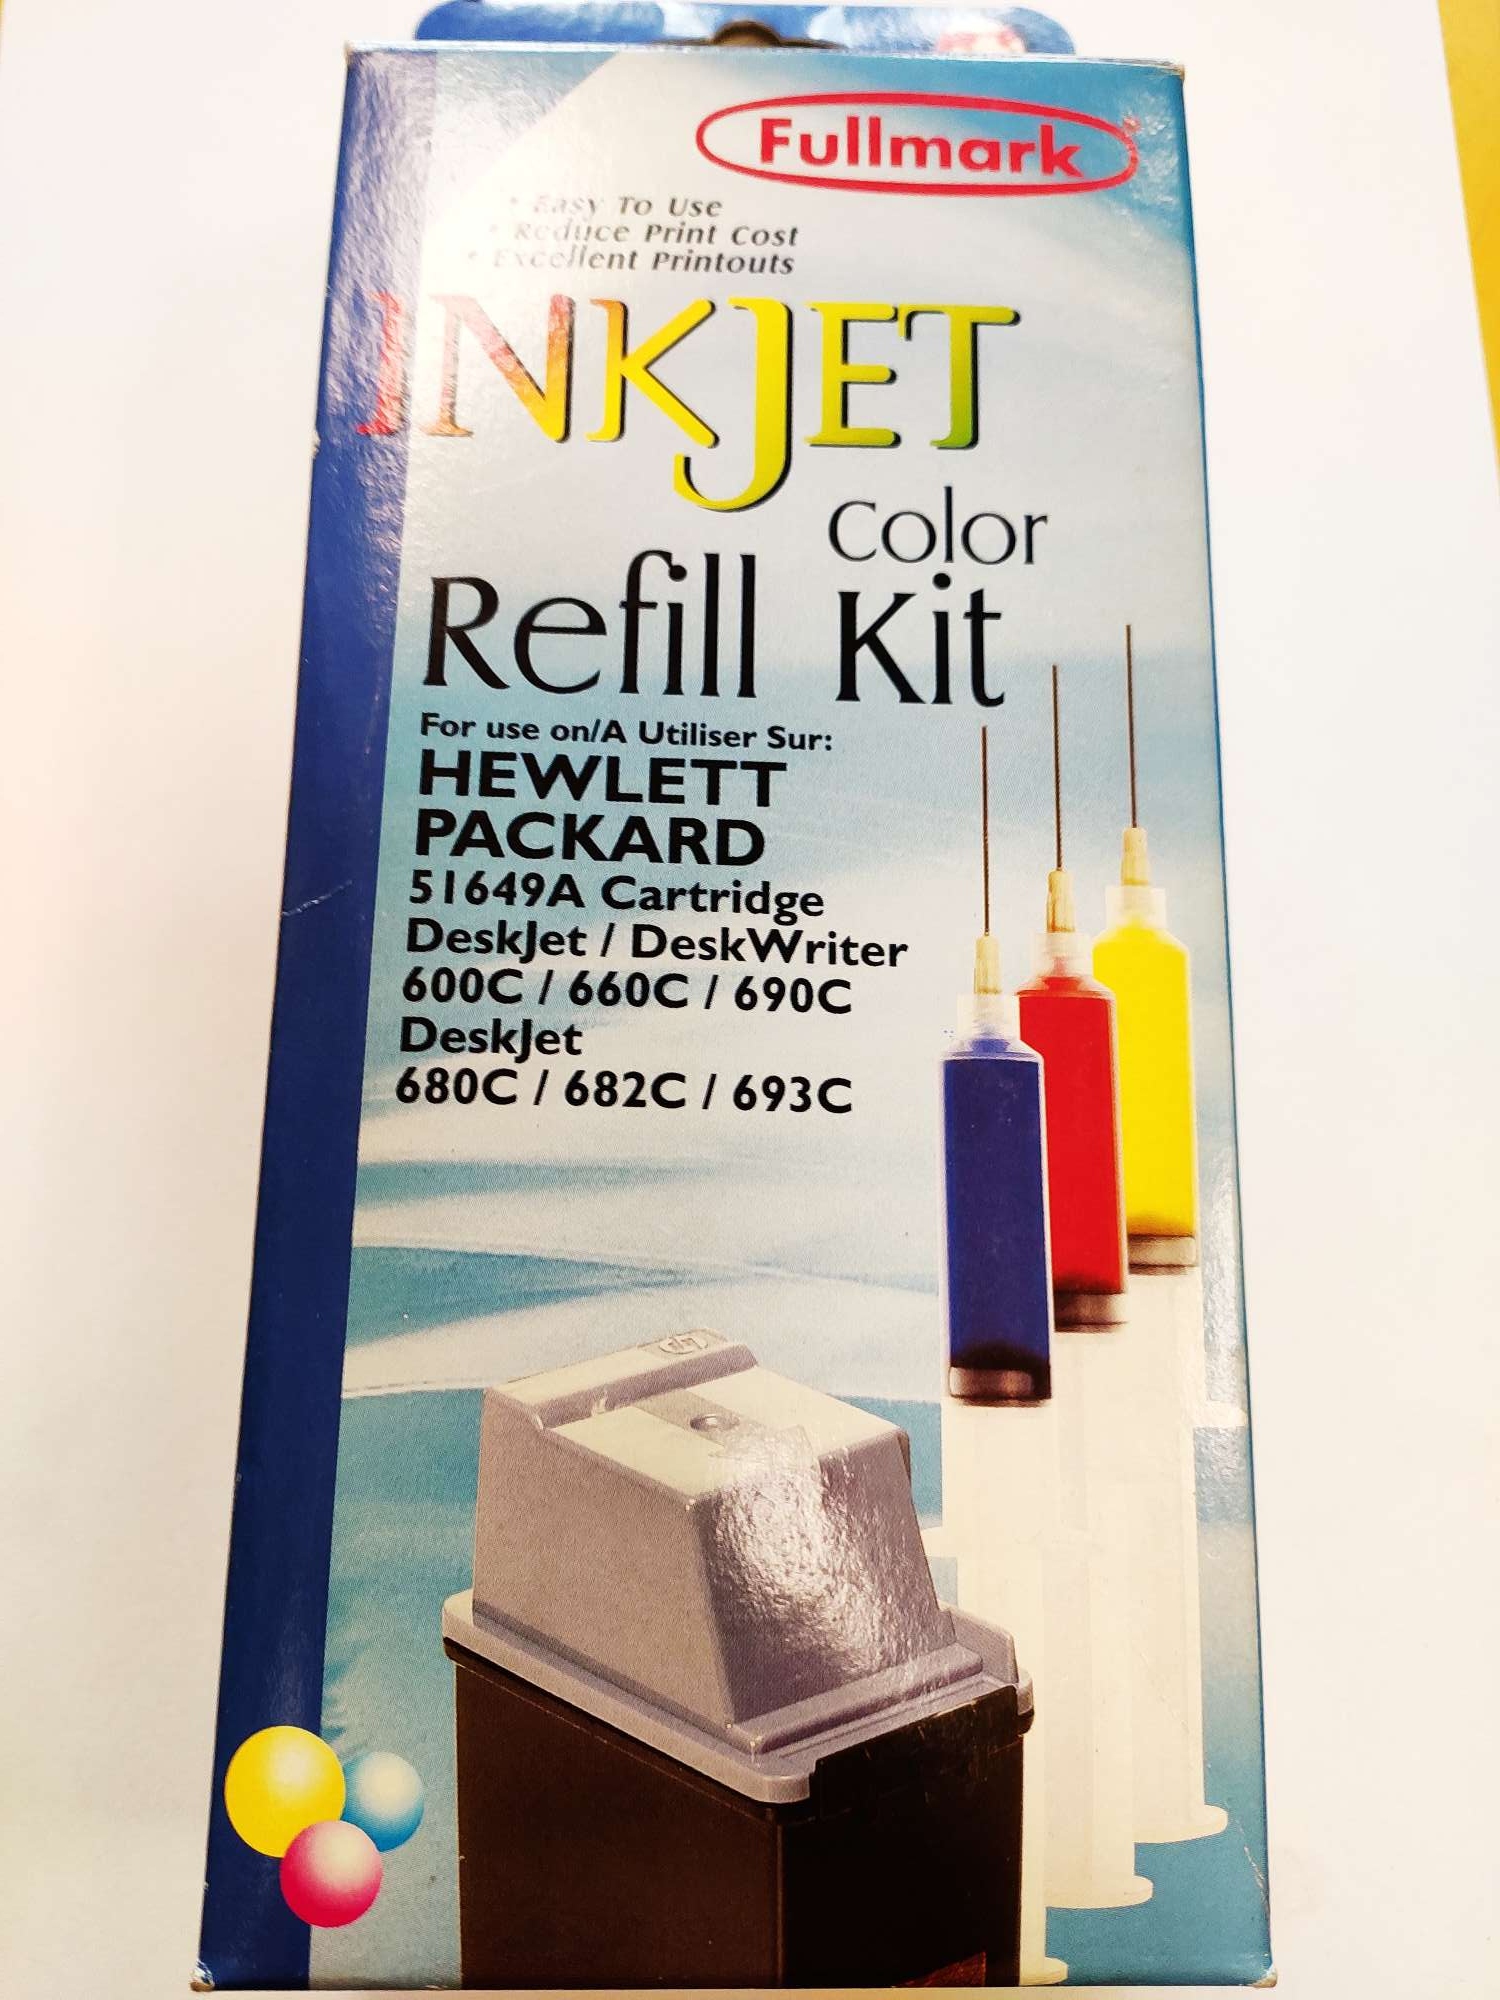 Fullmark
• Easy To Use
• Reduce Print Cost
• Excellent Printouts
INKJET
Color
Refill Kit
For use on/A Utiliser Sur:
HEWLETT
PACKARD
51649A Cartridge
DeskJet / DeskWriter
600C / 660C / 690C
DeskJet
680C / 682C / 693C
hp